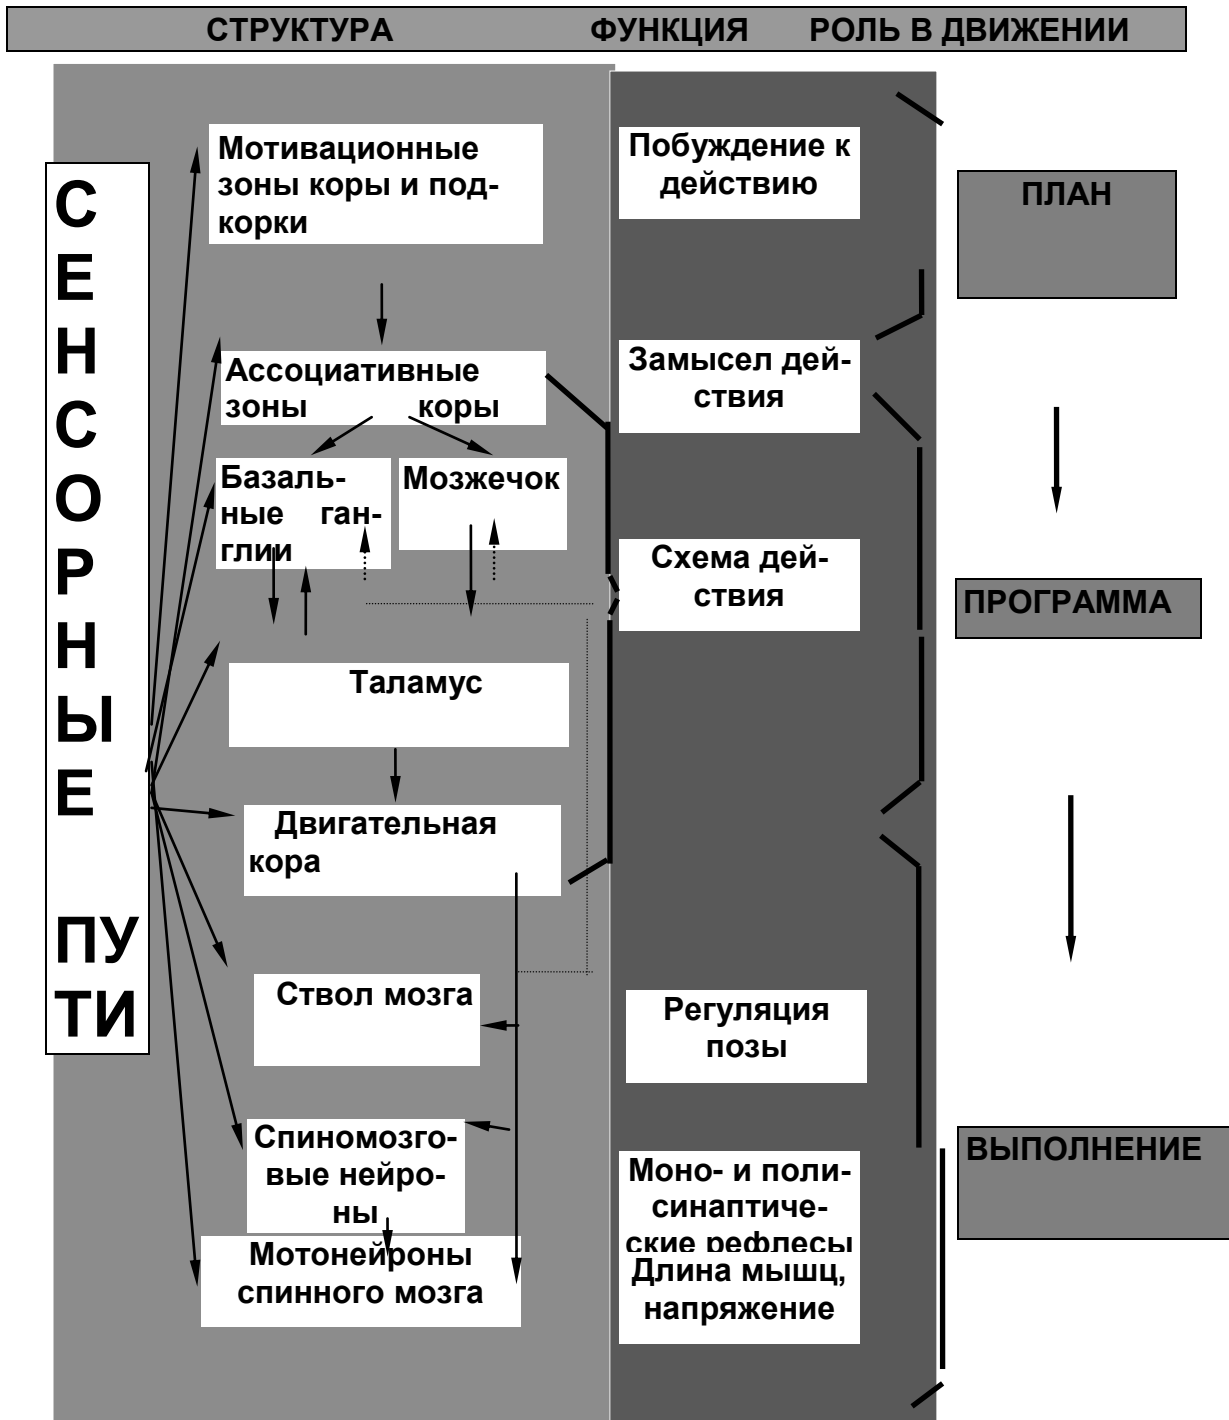 СТРУКТУРА ФУНКЦИЯ РОЛЬ В ДВИЖЕНИИ
СЕНСОРНЫЕ
ПУ
ТИ
Мотивационные
зоны коры и под-
корки
Побуждение к
действию
ПЛАН
Ассоциативные
зоны коры
Замысел дей-
ствия
Базаль-
ные ган-
глии
Мозжечок
Схема дей-
ствия
ПРОГРАММА
Таламус
Двигательная
кора
Ствол мозга
Регуляция
позы
Спиномозго-
вые нейро-
ны
Моно- и поли-
синаптиче-
ские рефлесы
ВЫПОЛНЕНИЕ
Мотонейроны
спинного мозга
Длина мышц,
напряжение